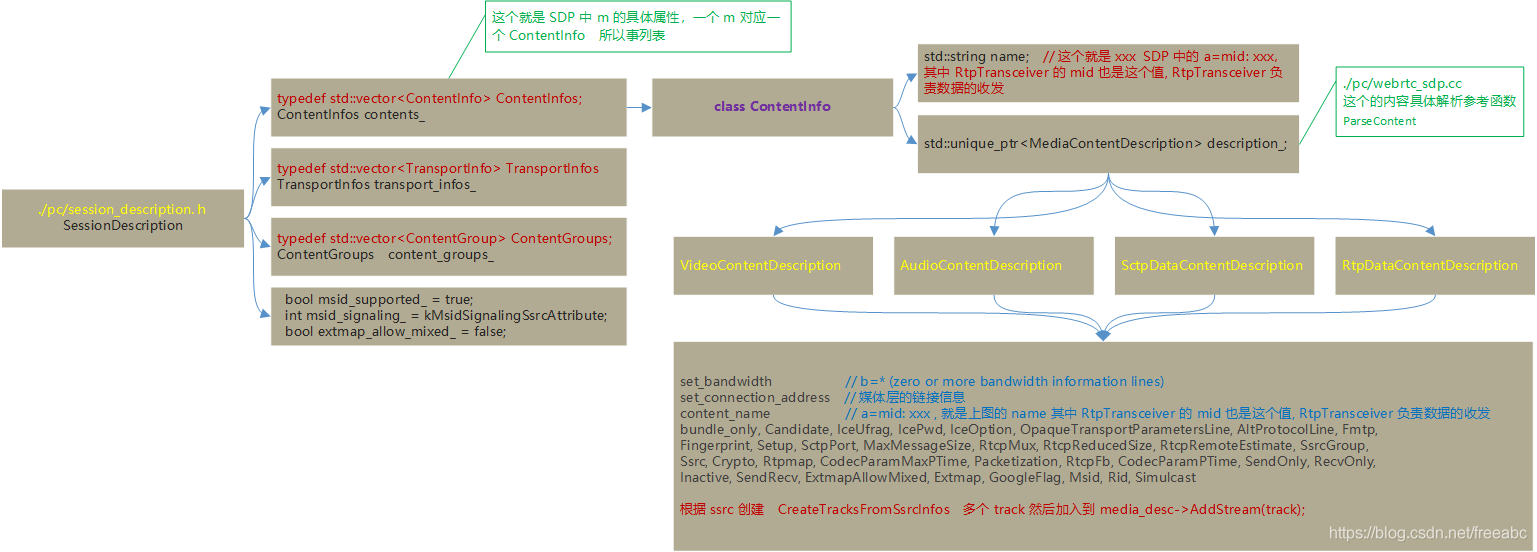 这个就是 SDP 中 m 的具体属性，一个 m 对应一
个 ContentInfo 所以事列表
typedef std::vector<ContentInfo> ContentInfos;
ContentInfos contents_
class ContentInfo
std::string name; // 这个就是 xxx SDP 中的 a=mid: xxx,
其中 RtpTransceiver 的 mid 也是这个值, RtpTransceiver 负
责数据的收发
./pc/webrtc_sdp.cc
这个的内容具体解析参考函数
ParseContent
std::unique_ptr<MediaContentDescription> description_;
typedef std::vector<TransportInfo> TransportInfos
TransportInfos transport_infos_
./pc/session_description. h
SessionDescription
typedef std::vector<ContentGroup> ContentGroups;
ContentGroups content_groups_
bool msid_supported_ = true;
int msid_signaling_ = kMsidSignalingSsrcAttribute;
bool extmap_allow_mixed_ = false;
VideoContentDescription
AudioContentDescription
SctpDataContentDescription
RtpDataContentDescription
set_bandwidth // b=* (zero or more bandwidth information lines)
set_connection_address // 媒体层的链接信息
content_name // a=mid: xxx , 就是上图的 name 其中 RtpTransceiver 的 mid 也是这个值, RtpTransceiver 负责数据的收发
bundle_only, Candidate, IceUfrag, IcePwd, IceOption, OpaqueTransportParametersLine, AltProtocolLine, Fmtp,
Fingerprint, Setup, SctpPort, MaxMessageSize, RtcpMux, RtcpReducedSize, RtcpRemoteEstimate, SsrcGroup,
Ssrc, Crypto, Rtpmap, CodecParamMaxPTime, Packetization, RtcpFb, CodecParamPTime, SendOnly, RecvOnly,
Inactive, SendRecv, ExtmapAllowMixed, Extmap, GoogleFlag, Msid, Rid, Simulcast
根据 ssrc 创建 CreateTracksFromSsrcInfos 多个 track 然后加入到 media_desc->AddStream(track);
https://blog.csdn.net/freeabc